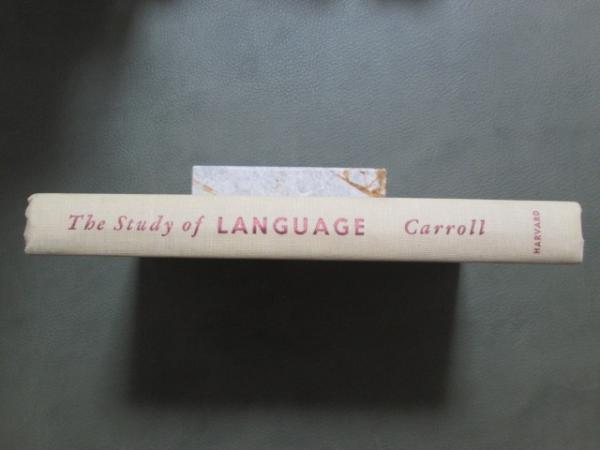 The Study of LANGUAGE Carroll
HARVARD